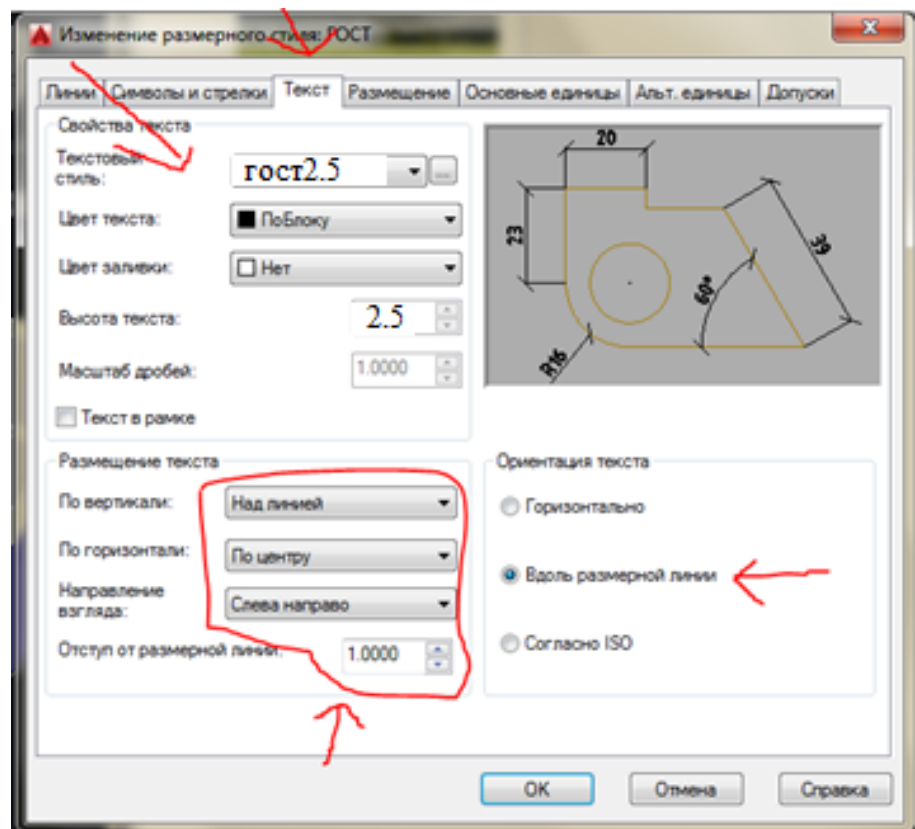 Изменение размерного стиля: ГОСТ
Линии Символы и стрелки Текст Размещение Основные единицы Альт. единицы Допуски
Свойства текста
Текстовый
стиль:
гост2.5
...
Цвет текста:
ПоБлоку
Цвет заливки:
Нет
Высота текста:
2.5
Масштаб дробей:
1.0000
Текст в рамке
20
23
39
60°
R16
Размещение текста
По вертикали:
Над линией
По горизонтали:
По центру
Направление
взгляда:
Слева направо
Отступ от размерной линии:
1.0000
Ориентация текста
Горизонтально
Вдоль размерной линии
Согласно ISO
OK Отмена Справка